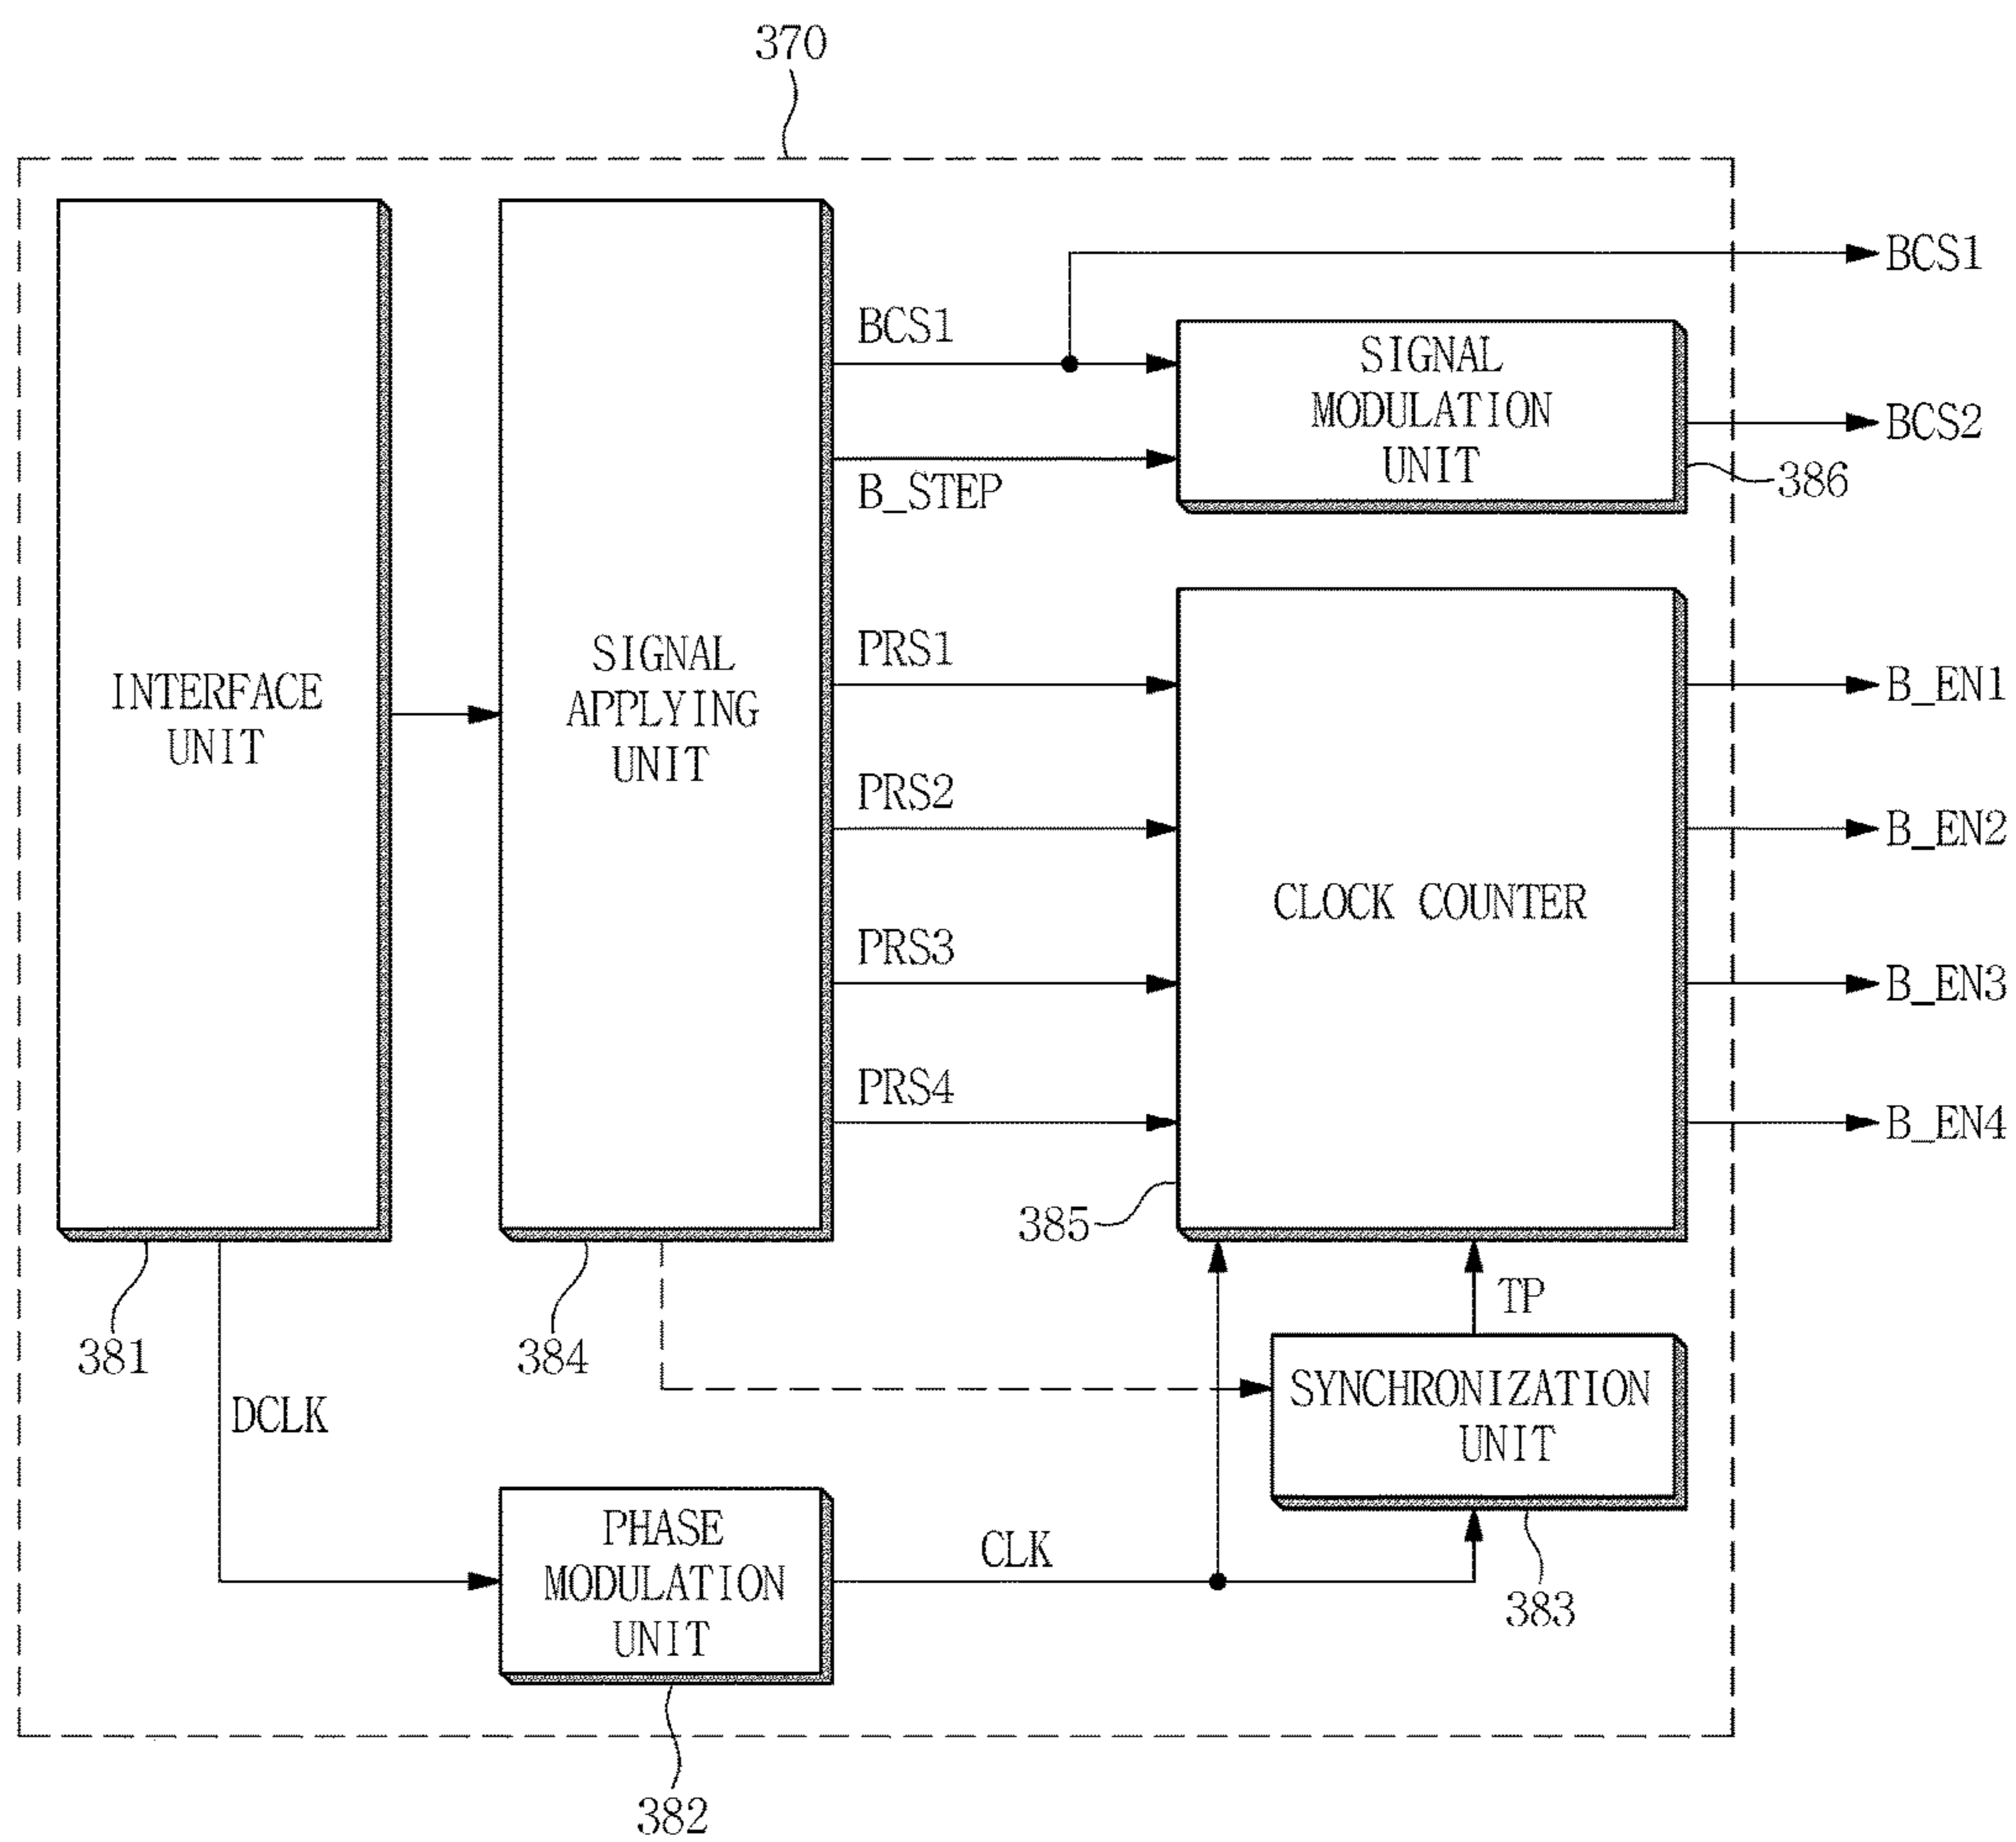 370
BCS1
BCS1
SIGNAL
MODULATION
UNIT
BCS2
B_STEP
386
INTERFACE
UNIT
SIGNAL
APPLYING
UNIT
PRS1
B_EN1
PRS2
B_EN2
CLOCK COUNTER
PRS3
B_EN3
PRS4
B_EN4
385
TP
381
384
SYNCHRONIZATION
UNIT
DCLK
PHASE
MODULATION
UNIT
CLK
383
382